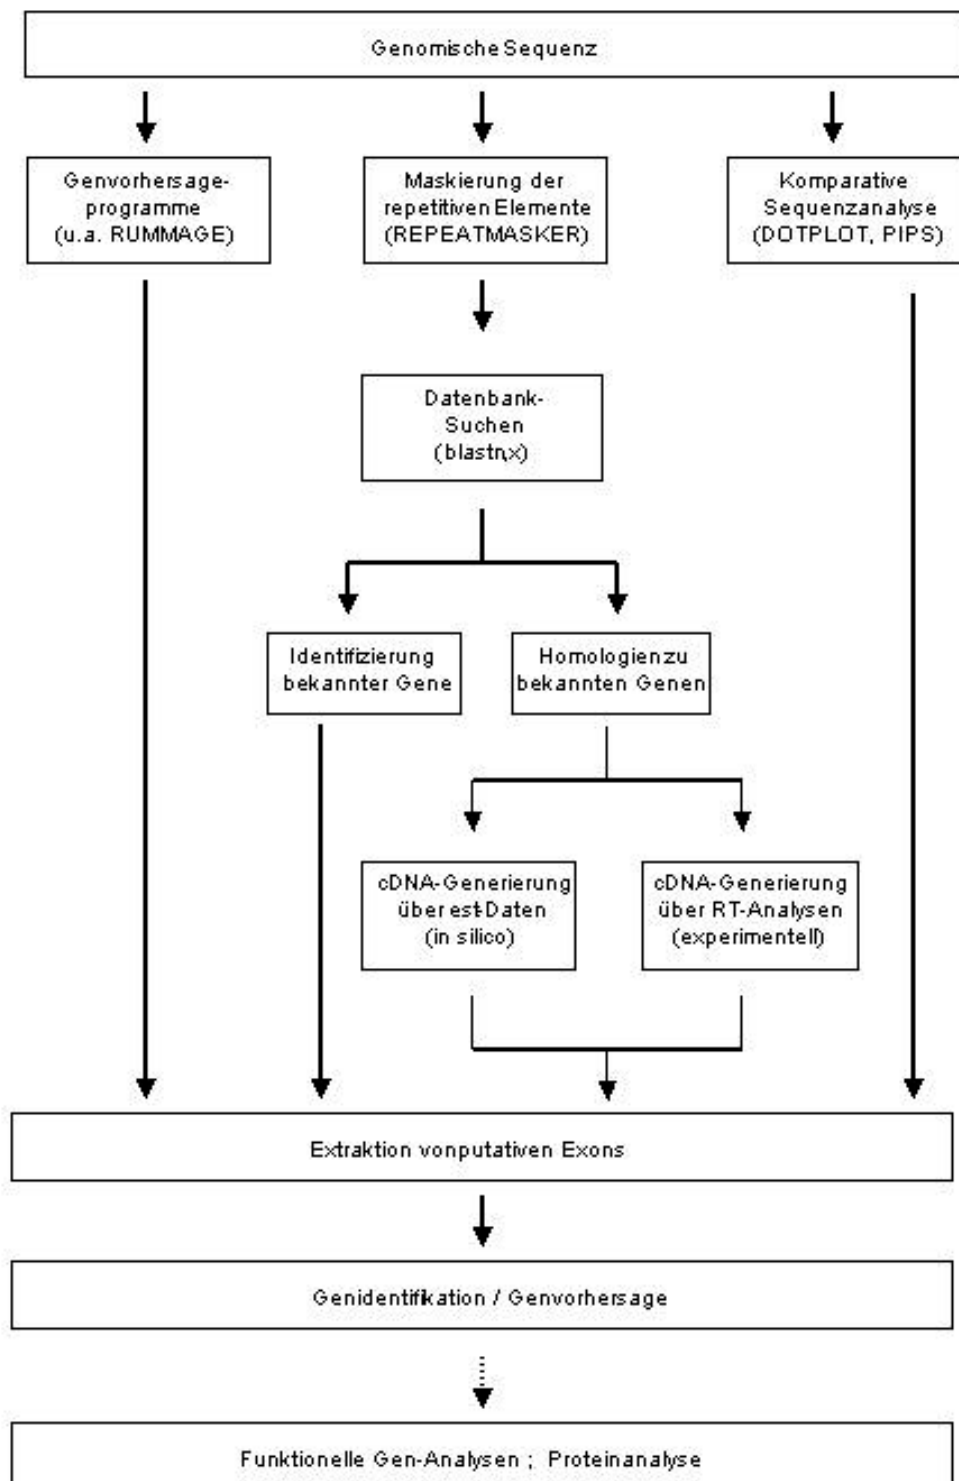 Genomische Sequenz
Genvorhersage-
programme
(u.a. RUMMAGE)
Maskierung der
repetitiven Elemente
(REPEATMASKER)
Komparative
Sequenzanalyse
(DOTPLOT, PIPS)
Datenbank-
Suchen
(blastn,x)
Identifizierung
bekannter Gene
Homologien zu
bekannten Genen
cDNA-Generierung
über est-Daten
(in silico)
cDNA-Generierung
über RT-Analysen
(experimentell)
Extraktion von putativen Exons
Genidentifikation / Genvorhersage
Funktionelle Gen-Analysen ; Proteinanalyse